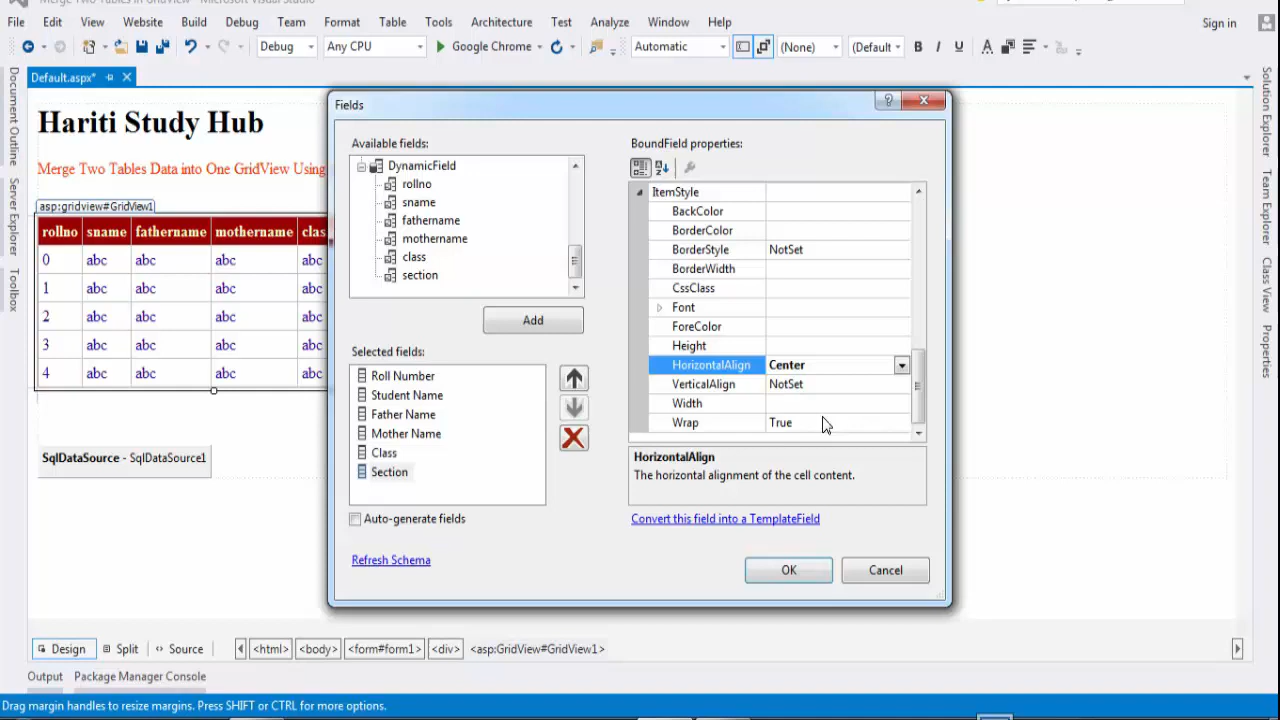 Merge Two Tables Data in GridView - Microsoft Visual Studio
File Edit View Website Build Debug Team Format Table Tools Architecture Test Analyze Window Help
Sign in
Debug Any CPU Google Chrome Automatic (None) (Default
B I U A
Default.aspx*
Document Outline
Server Explorer
Toolbox
Solution Explorer
Team Explorer
Class View
Properties
Hariti Study Hub
Merge Two Tables Data into One GridView Using
asp:gridview#GridView1
rollno sname fathername mothername clas
0 abc abc abc abc
1 abc abc abc abc
2 abc abc abc abc
3 abc abc abc abc
4 abc abc abc abc
SqlDataSource - SqlDataSource1
Fields
Available fields:
DynamicField
rollno
sname
fathername
mothername
class
section
Add
Selected fields:
Roll Number
Student Name
Father Name
Mother Name
Class
Section
Auto-generate fields
Refresh Schema
BoundField properties:
ItemStyle
BackColor
BorderColor
BorderStyle NotSet
BorderWidth
CssClass
Font
ForeColor
Height
HorizontalAlign Center
VerticalAlign NotSet
Width
Wrap True
HorizontalAlign
The horizontal alignment of the cell content.
Convert this field into a TemplateField
OK Cancel
Design Split Source <html> <body> <form#form1> <div> <asp:GridView#GridView1>
Output Package Manager Console
Drag margin handles to resize margins. Press SHIFT or CTRL for more options.